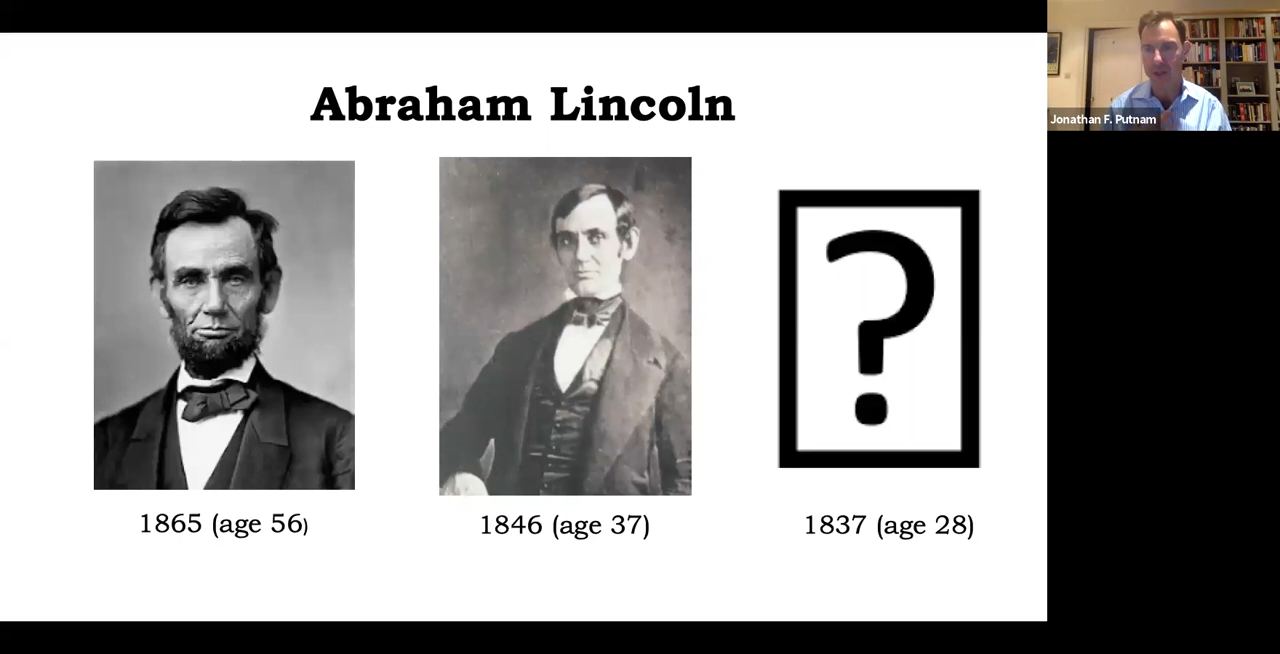 Abraham Lincoln
?
1865 (age 56)
1846 (age 37)
1837 (age 28)
Jonathan F. Putnam